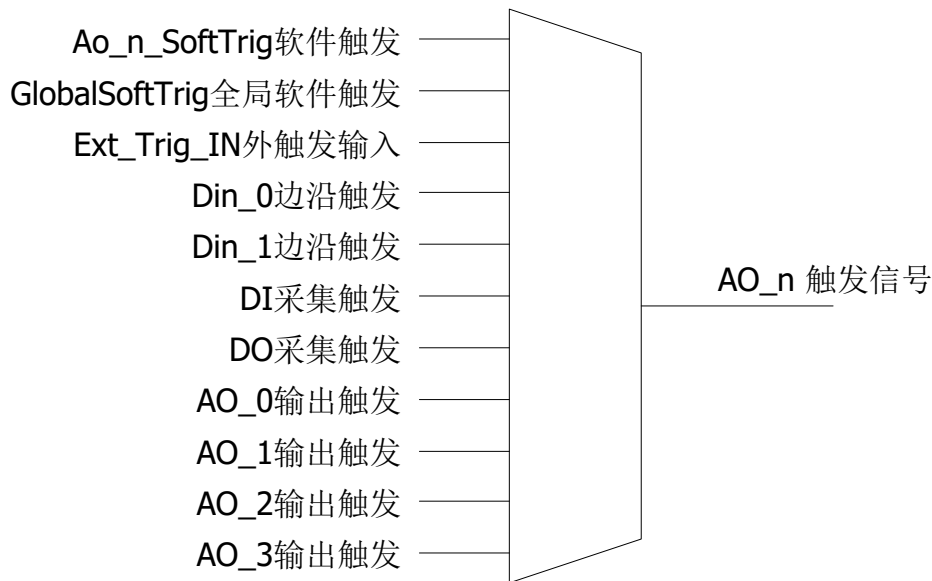 Ao_n_SoftTrig软件触发
GlobalSoftTrig全局软件触发
Ext_Trig_IN外触发输入
Din_0边沿触发
Din_1边沿触发
DI采集触发
DO采集触发
AO_0输出触发
AO_1输出触发
AO_2输出触发
AO_3输出触发
AO_n 触发信号